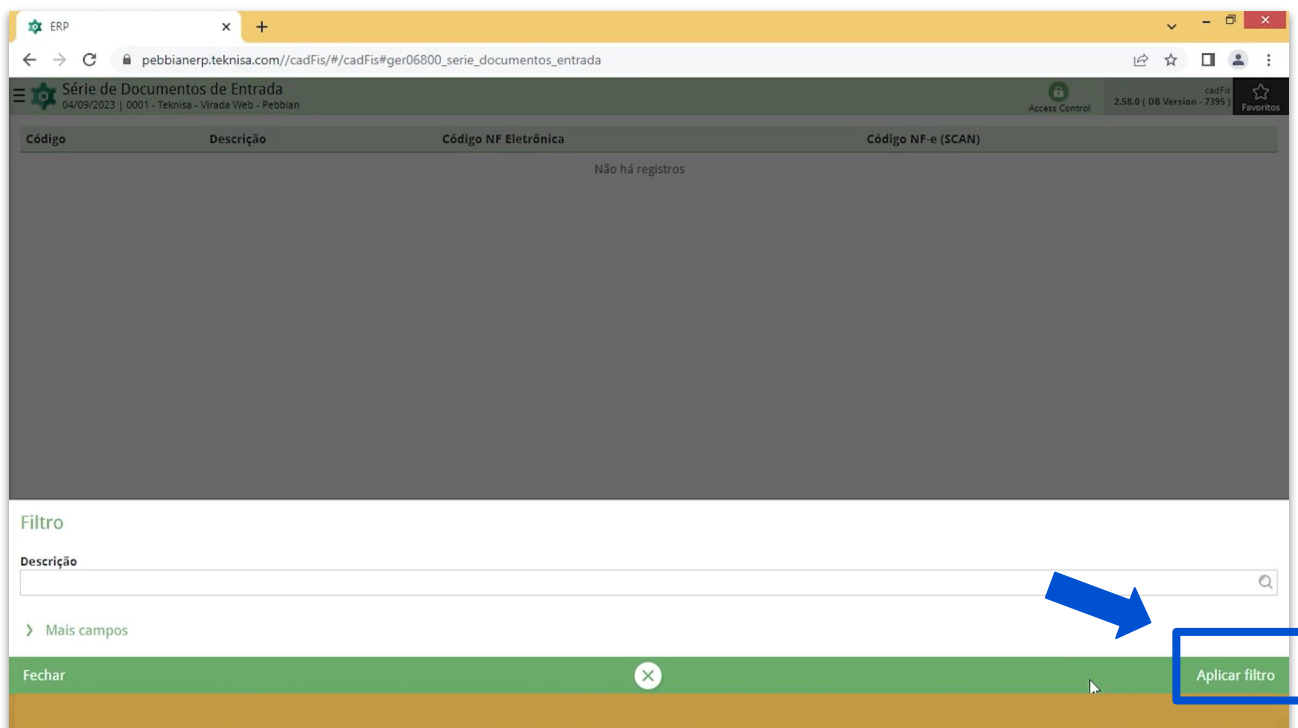 ERP
pebbianerp.teknisa.com//cadFis/#/cadFis#ger06800_serie_documentos_entrada
Série de Documentos de Entrada
04/09/2023 | 0001 - Teknisa - Virada Web - Pebbian
Access Control
cadFis
2.58.0 ( DB Version - 7395 )
Favoritos
Código Descrição Código NF Eletrônica Código NF-e (SCAN)
Não há registros
Filtro
Descrição
Mais campos
Fechar Aplicar filtro